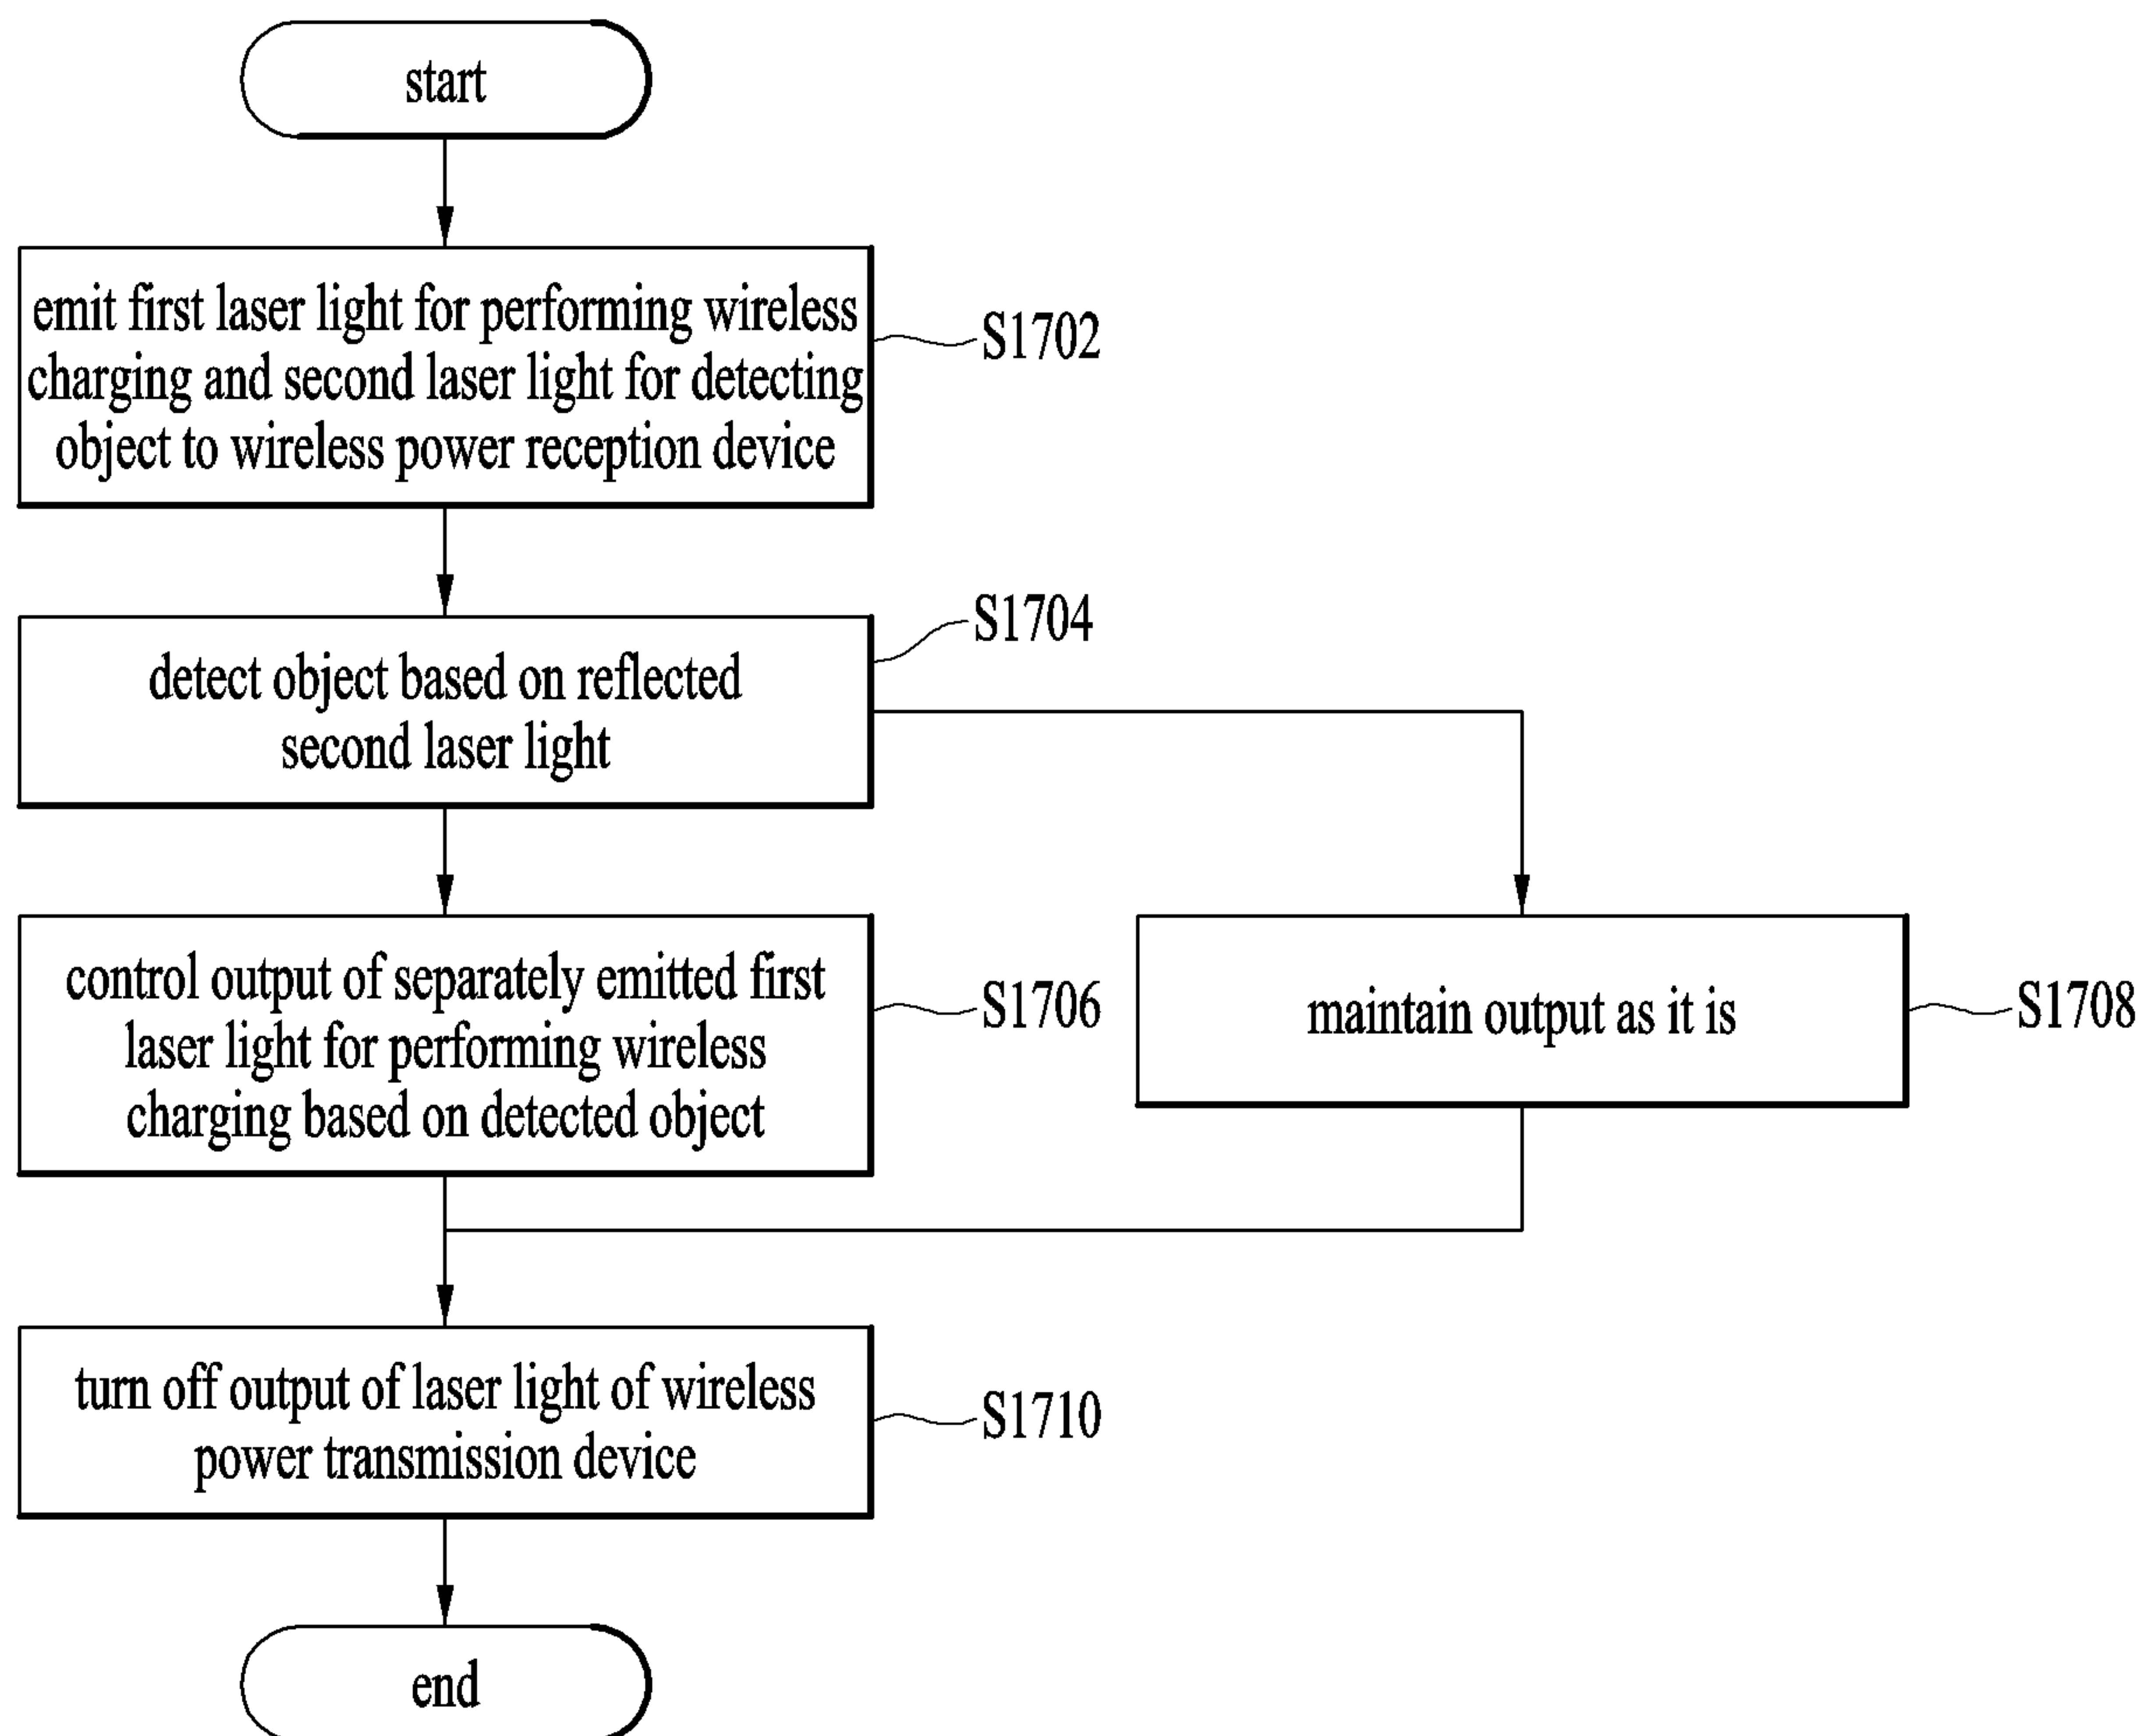 start
emit first laser light for performing wireless
charging and second laser light for detecting
object to wireless power reception device
S1702
detect object based on reflected
second laser light
S1704
control output of separately emitted first
laser light for performing wireless
charging based on detected object
S1706
maintain output as it is
S1708
turn off output of laser light of wireless
power transmission device
S1710
end